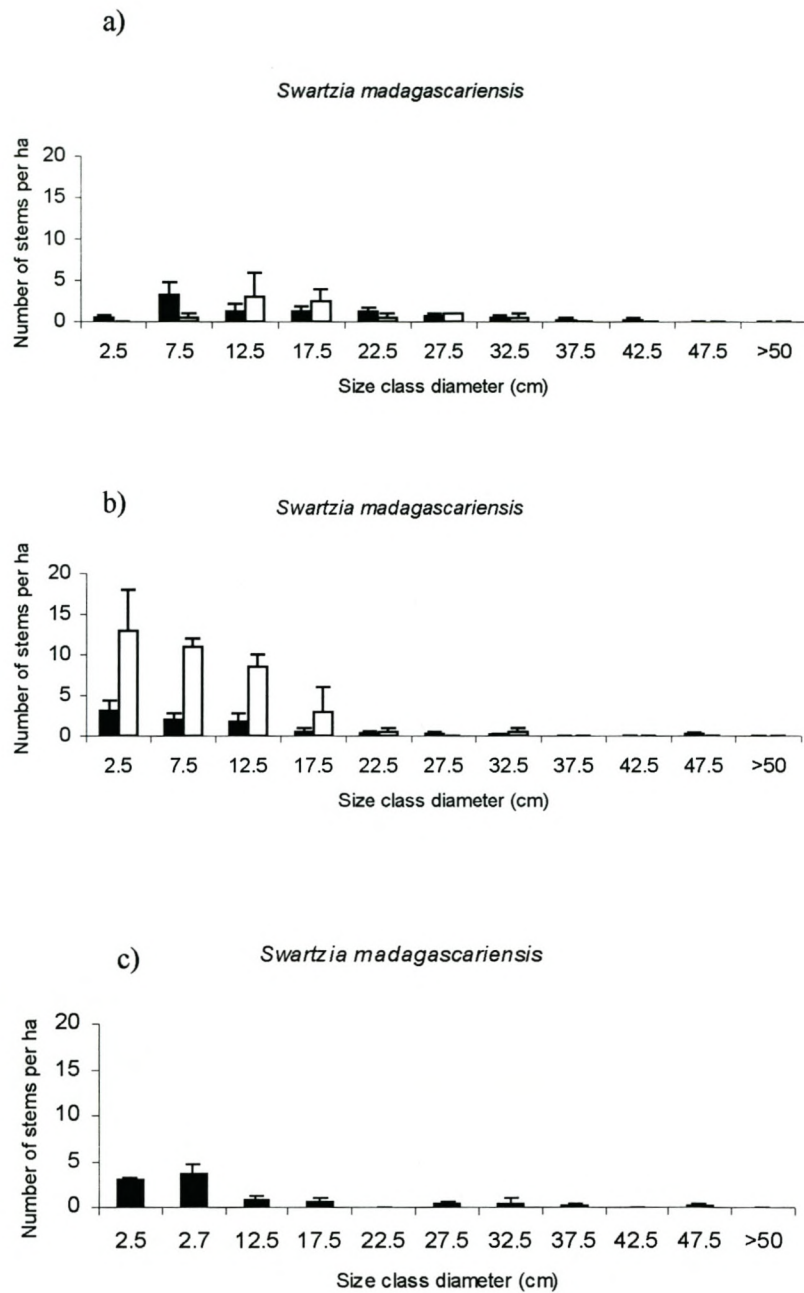 a)
Swartzia madagascariensis
Number of stems per ha
20
15
10
5
0
2.5 7.5 12.5 17.5 22.5 27.5 32.5 37.5 42.5 47.5 >50
Size class diameter (cm)
b)
Swartzia madagascariensis
Number of stems per ha
20
15
10
5
0
2.5 7.5 12.5 17.5 22.5 27.5 32.5 37.5 42.5 47.5 >50
Size class diameter (cm)
c)
Swartzia madagascariensis
Number of stems per ha
20
15
10
5
0
2.5 2.7 12.5 17.5 22.5 27.5 32.5 37.5 42.5 47.5 >50
Size class diameter (cm)